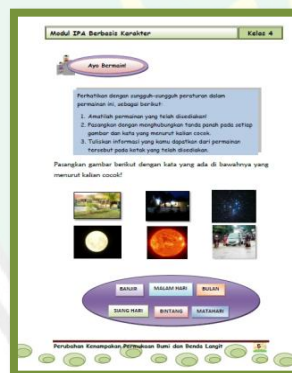 Modul IPA Berbasis Karakter
Kelas 4
Ayo Bermain!
Perhatikan dengan sungguh-sungguh peraturan dalam
permainan ini, sebagai berikut:
1. Amatilah permainan yang telah disediakan!
2. Pasangkan dengan menghubungkan tanda panah pada setiap
gambar dan kata yang menurut kalian cocok.
3. Tuliskan informasi yang kamu dapatkan dari permainan
tersebut pada kotak yang telah disediakan.
Pasangkan gambar berikut dengan kata yang ada di bawahnya yang
menurut kalian cocok!
BANJIR
MALAM HARI
BULAN
SIANG HARI
BINTANG
MATAHARI
Perubahan Kenampakan Permukaan Bumi dan Benda Langit